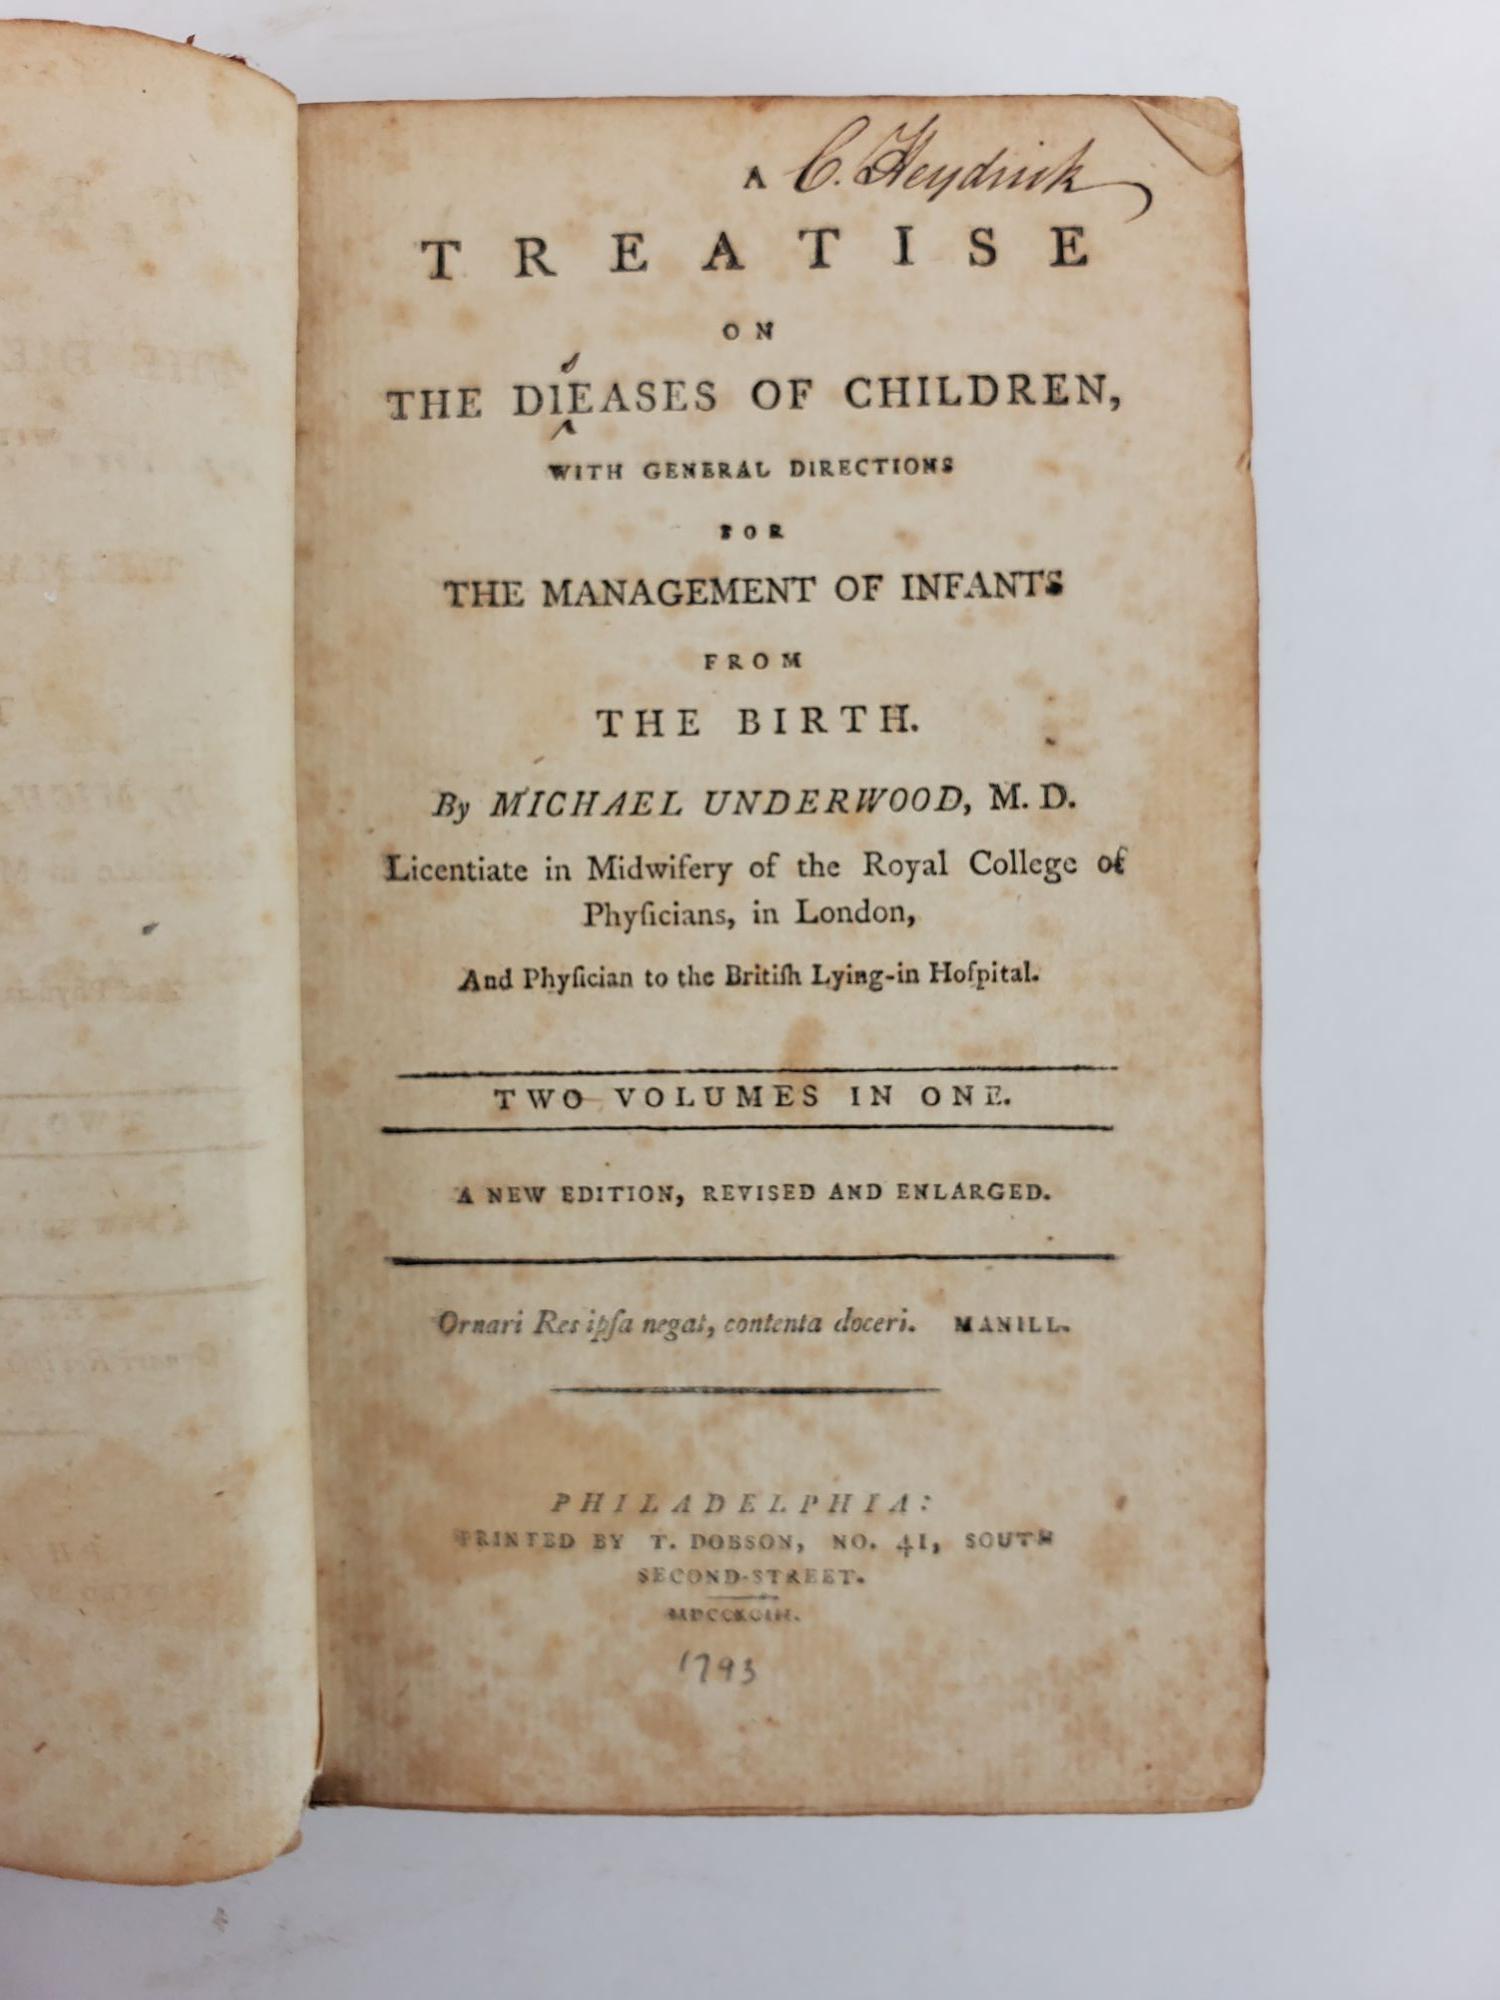 A C. Heydrick
TREATISE
ON
s
THE DIEASES OF CHILDREN,
^
WITH GENERAL DIRECTIONS
FOR
THE MANAGEMENT OF INFANTS
FROM
THE BIRTH.
By MICHAEL UNDERWOOD, M. D.
Licentiate in Midwifery of the Royal College of
Phyſicians, in London,
And Phyſician to the Britiſh Lying-in Hoſpital.
TWO VOLUMES IN ONE.
A NEW EDITION, REVISED AND ENLARGED.
Ornari Res ipſa negat, contenta doceri. MANILL.
PHILADELPHIA:
PRINTED BY T. DOBSON, NO. 41, SOUTH
SECOND-STREET.
MDCCXCIII.
1793